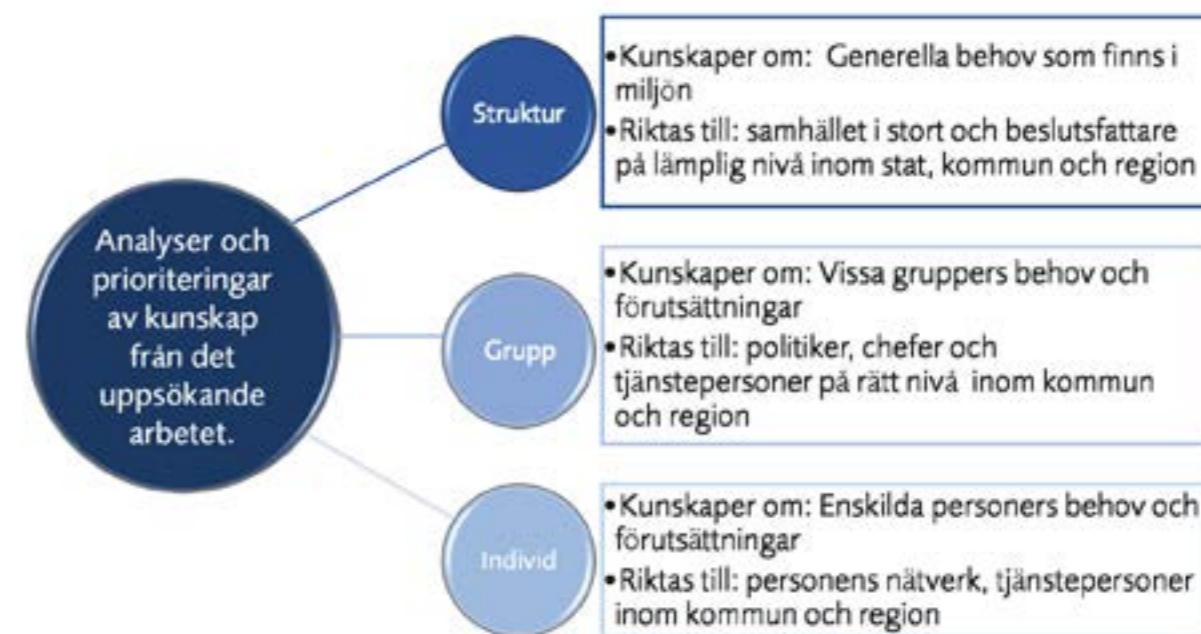 Analyser och
prioriteringar
av kunskap
från det
uppsökande
arbetet.
Struktur
•Kunskaper om: Generella behov som finns i
miljön
•Riktas till: samhället i stort och beslutsfattare
på lämplig nivå inom stat, kommun och region
Grupp
•Kunskaper om: Vissa gruppers behov och
förutsättningar
•Riktas till: politiker, chefer och
tjänstepersoner på rätt nivå inom kommun
och region
Individ
•Kunskaper om: Enskilda personers behov och
förutsättningar
•Riktas till: personens nätverk, tjänstepersoner
inom kommun och region